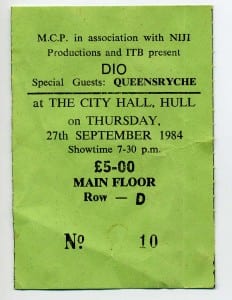 M.C.P. in association with NIJI
Productions and ITB present
DIO
Special Guests: QUEENSRYCHE
at THE CITY HALL, HULL
on THURSDAY,
27th SEPTEMBER 1984
Showtime 7-30 p.m.
£5-00
MAIN FLOOR
Row — D
Nº 10